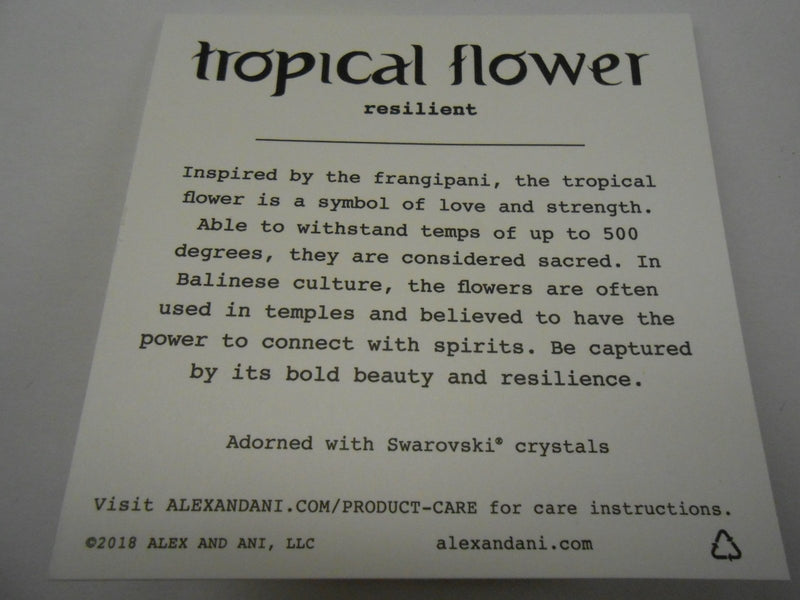 tropical flower
resilient
Inspired by the frangipani, the tropical
flower is a symbol of love and strength.
Able to withstand temps of up to 500
degrees, they are considered sacred. In
Balinese culture, the flowers are often
used in temples and believed to have the
power to connect with spirits. Be captured
by its bold beauty and resilience.
Adorned with Swarovski® crystals
Visit ALEXANDANI.COM/PRODUCT-CARE for care instructions.
©2018 ALEX AND ANI, LLC
alexandani.com